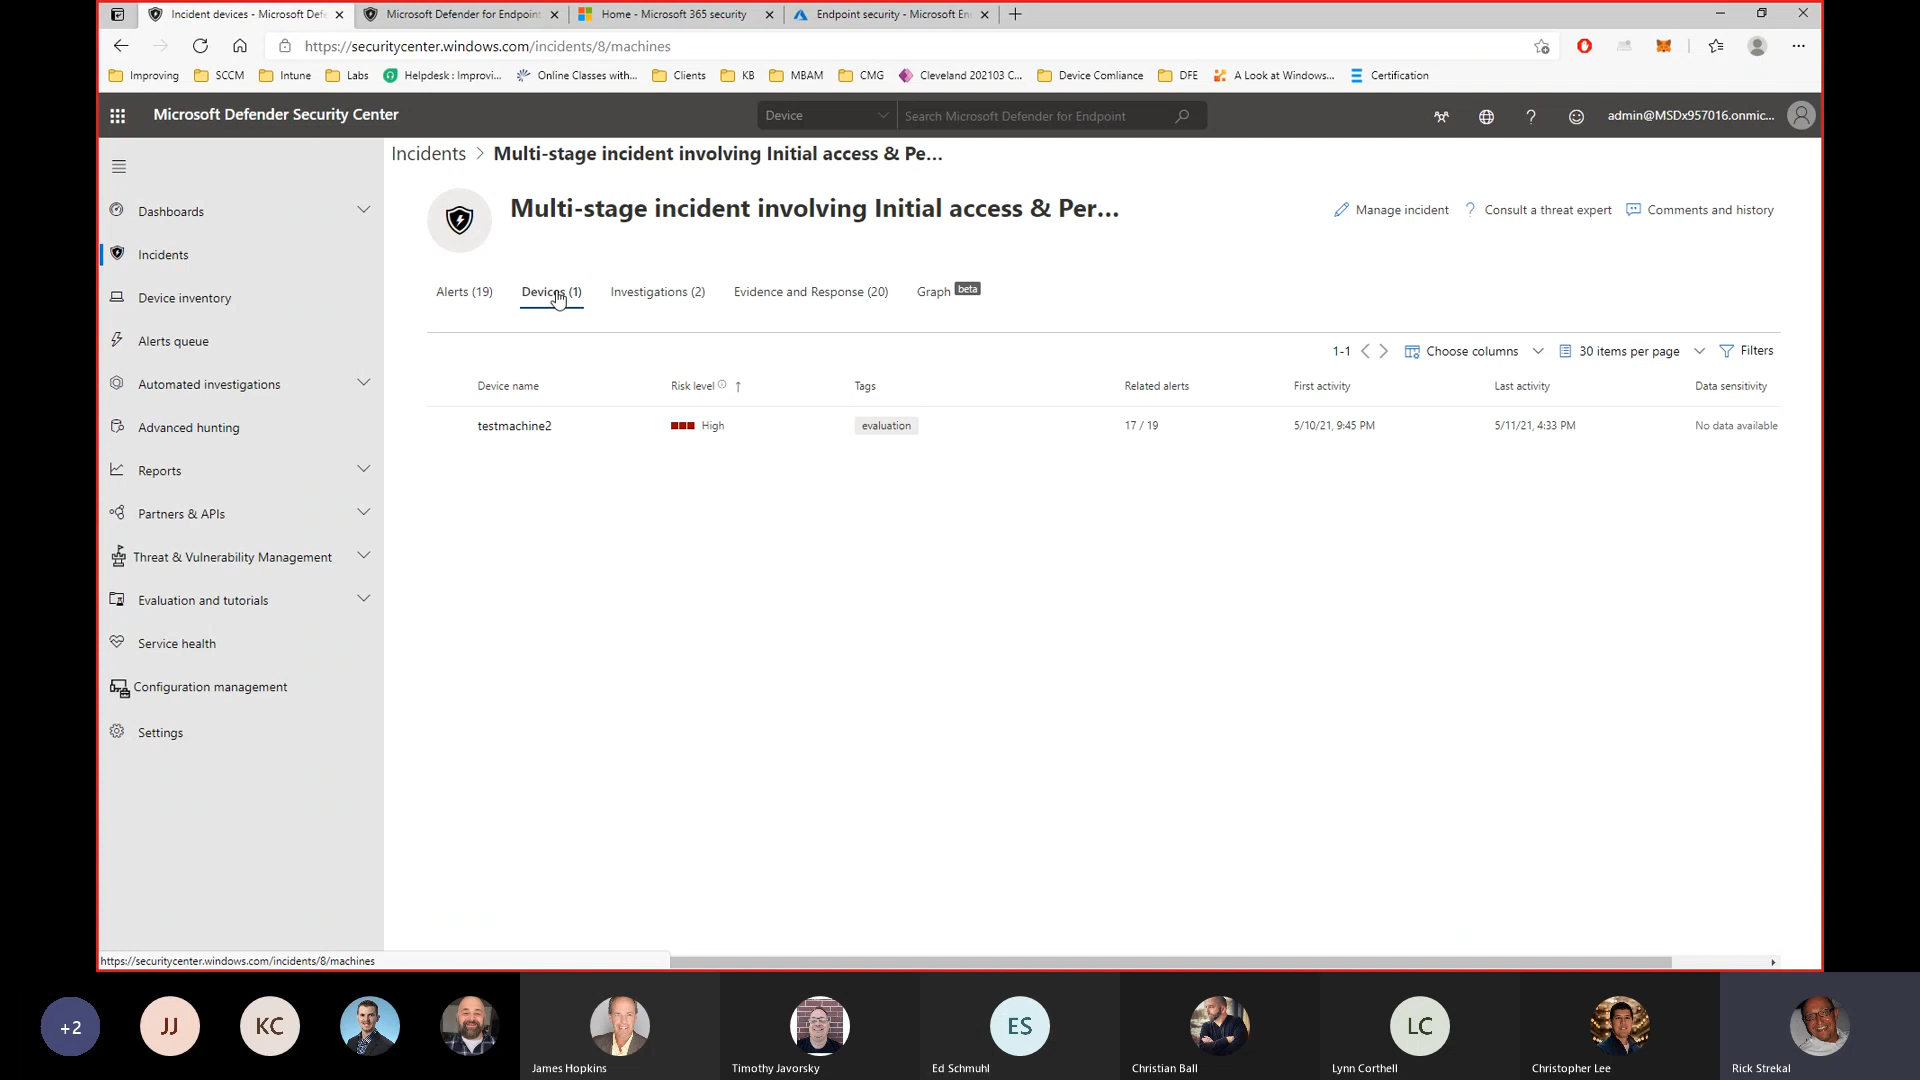 Incident devices - Microsoft Defe
Microsoft Defender for Endpoint
Home - Microsoft 365 security
Endpoint security - Microsoft En
https://securitycenter.windows.com/incidents/8/machines
Improving
SCCM
Intune
Labs
Helpdesk : Improvi...
Online Classes with...
Clients
KB
MBAM
CMG
Cleveland 202103 C...
Device Comliance
DFE
A Look at Windows...
Certification
Microsoft Defender Security Center
Device
Search Microsoft Defender for Endpoint
admin@MSDx957016.onmic...
Incidents > Multi-stage incident involving Initial access & Pe...
Multi-stage incident involving Initial access & Per...
Manage incident
? Consult a threat expert
Comments and history
Dashboards
Incidents
Device inventory
Alerts queue
Automated investigations
Advanced hunting
Reports
Partners & APIs
Threat & Vulnerability Management
Evaluation and tutorials
Service health
Configuration management
Settings
Alerts (19)
Devices (1)
Investigations (2)
Evidence and Response (20)
Graph beta
1-1
Choose columns
30 items per page
Filters
Device name
Risk level
Tags
Related alerts
First activity
Last activity
Data sensitivity
testmachine2
High
evaluation
17 / 19
5/10/21, 9:45 PM
5/11/21, 4:33 PM
No data available
https://securitycenter.windows.com/incidents/8/machines
+2
JJ
KC
ES
LC
James Hopkins
Timothy Javorsky
Ed Schmuhl
Christian Ball
Lynn Corthell
Christopher Lee
Rick Strekal